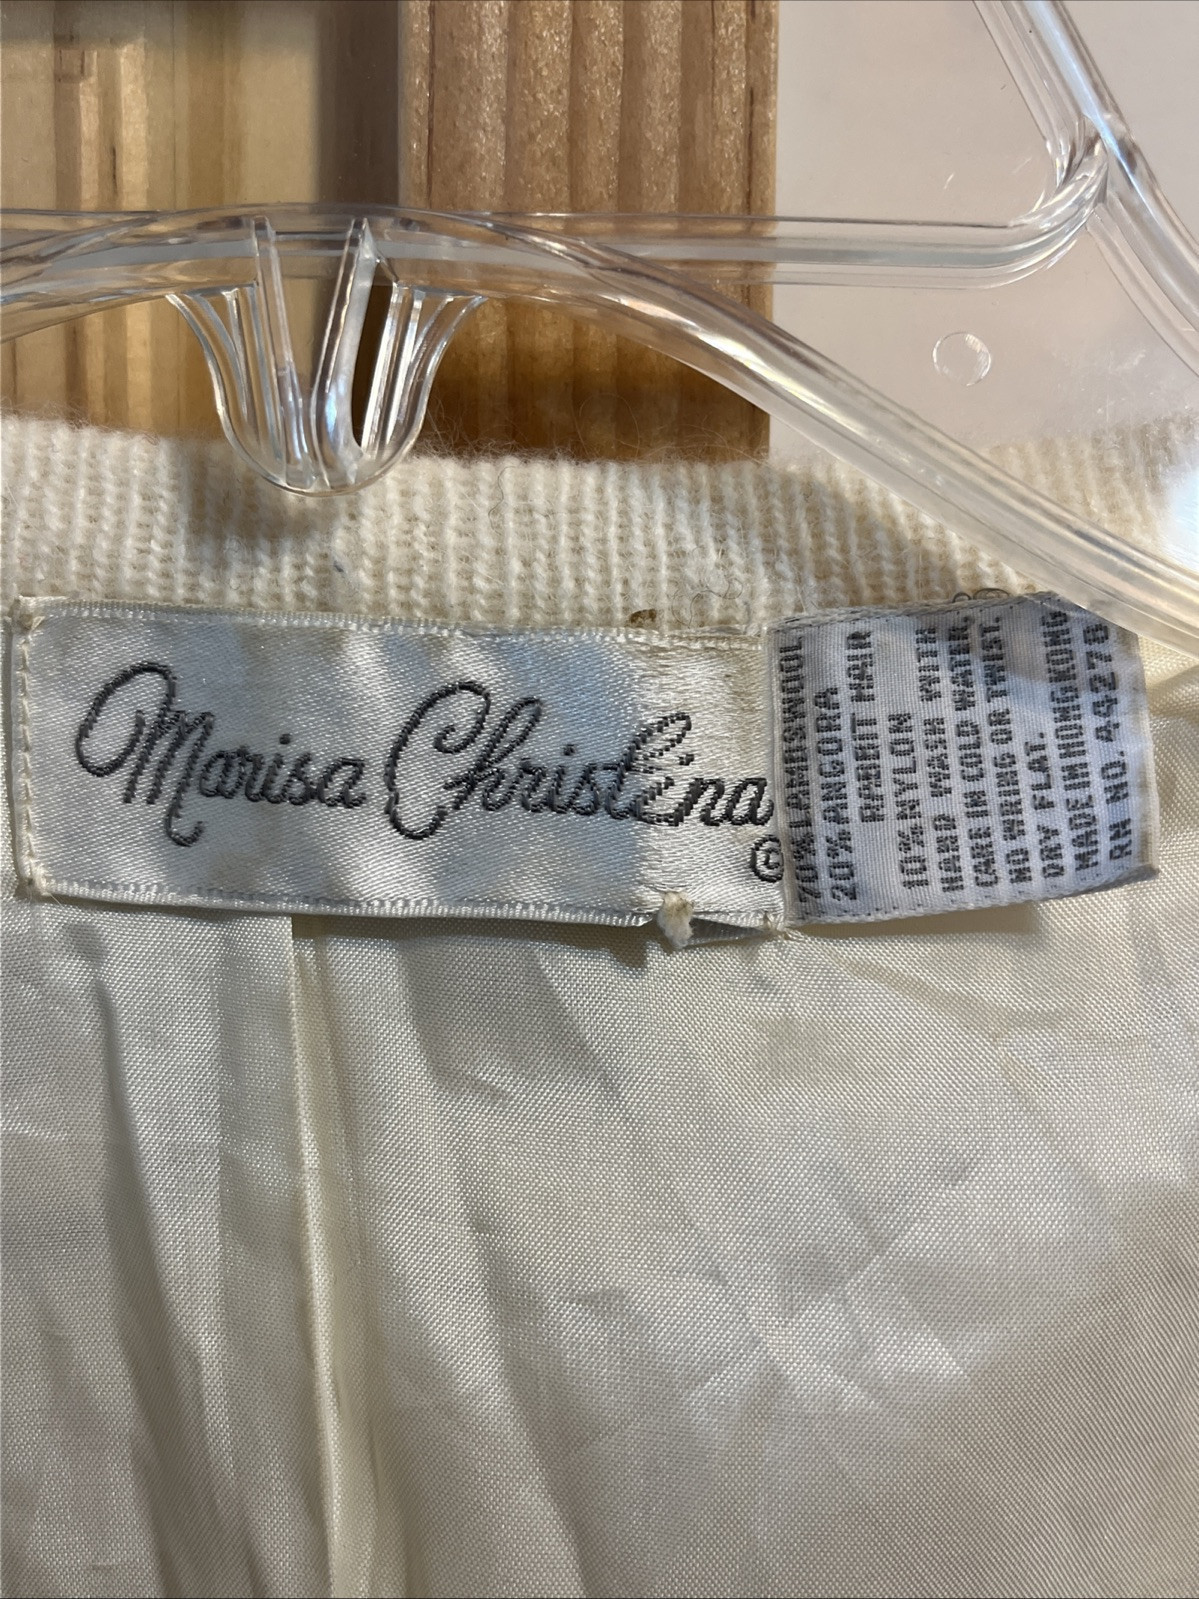 Marisa Christina
©
70% LAMBSWOOL
20% ANGORA
RABBIT HAIR
10% NYLON
HAND WASH WITH
CARE IN COLD WATER.
NO WRING OR TWIST.
DRY FLAT.
MADE IN HONG KONG
RN NO. 44278